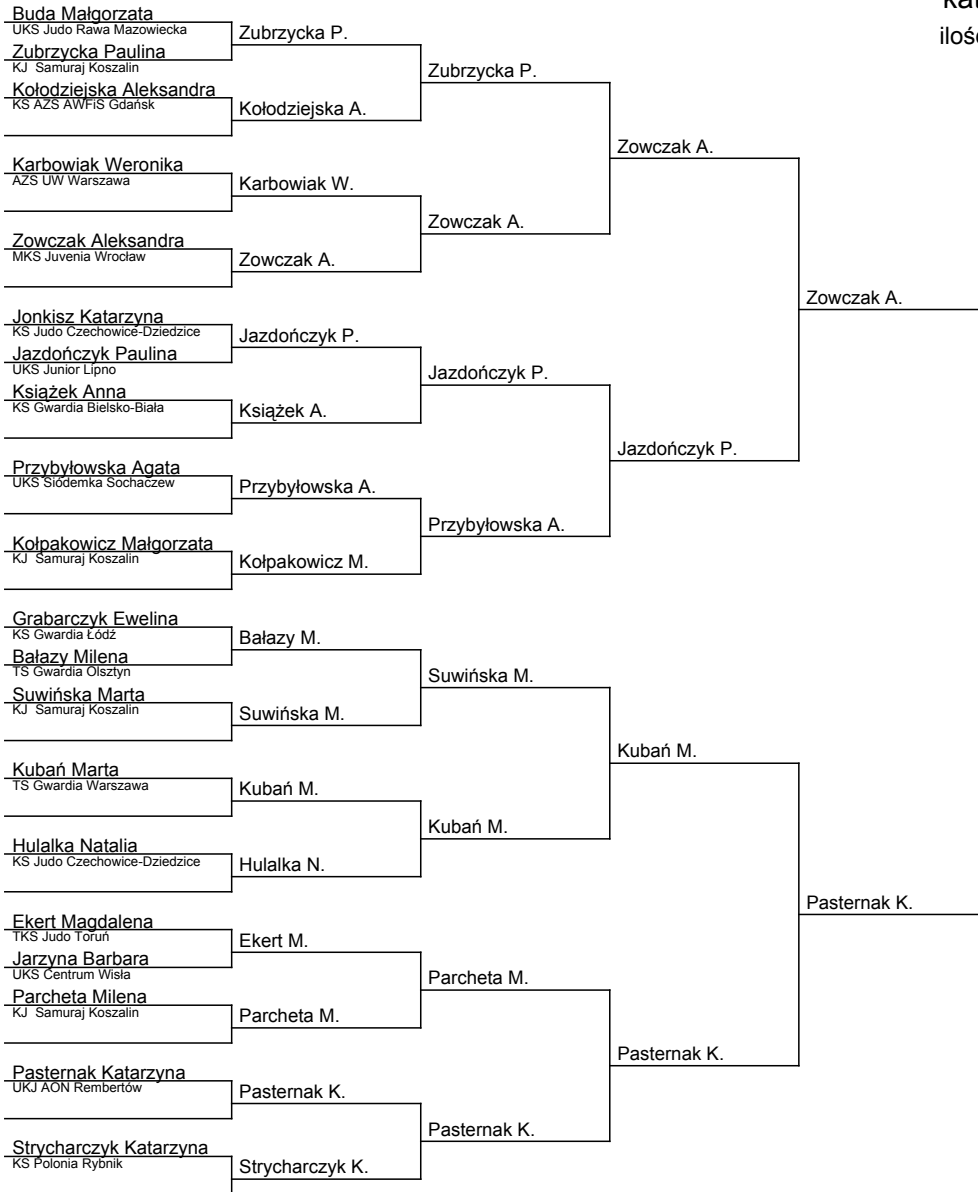 Buda Małgorzata
UKS Judo Rawa Mazowiecka
Zubrzycka Paulina
KJ Samuraj Koszalin
Kołodziejska Aleksandra
KS AZS AWFiS Gdańsk
Karbowiak Weronika
AZS UW Warszawa
Zowczak Aleksandra
MKS Juvenia Wrocław
Jonkisz Katarzyna
KS Judo Czechowice-Dziedzice
Jazdończyk Paulina
UKS Junior Lipno
Książek Anna
KS Gwardia Bielsko-Biała
Przybyłowska Agata
UKS Siódemka Sochaczew
Kołpakowicz Małgorzata
KJ Samuraj Koszalin
Grabarczyk Ewelina
KS Gwardia Łódź
Bałazy Milena
TS Gwardia Olsztyn
Suwińska Marta
KJ Samuraj Koszalin
Kubań Marta
TS Gwardia Warszawa
Hulalka Natalia
KS Judo Czechowice-Dziedzice
Ekert Magdalena
TKS Judo Toruń
Jarzyna Barbara
UKS Centrum Wisła
Parcheta Milena
KJ Samuraj Koszalin
Pasternak Katarzyna
UKJ AON Rembertów
Strycharczyk Katarzyna
KS Polonia Rybnik
Zubrzycka P.
Kołodziejska A.
Karbowiak W.
Zowczak A.
Jazdończyk P.
Książek A.
Przybyłowska A.
Kołpakowicz M.
Bałazy M.
Suwińska M.
Kubań M.
Hulalka N.
Ekert M.
Parcheta M.
Pasternak K.
Strycharczyk K.
Zubrzycka P.
Zowczak A.
Jazdończyk P.
Przybyłowska A.
Suwińska M.
Kubań M.
Parcheta M.
Pasternak K.
Zowczak A.
Jazdończyk P.
Kubań M.
Pasternak K.
Zowczak A.
Pasternak K.
ilość